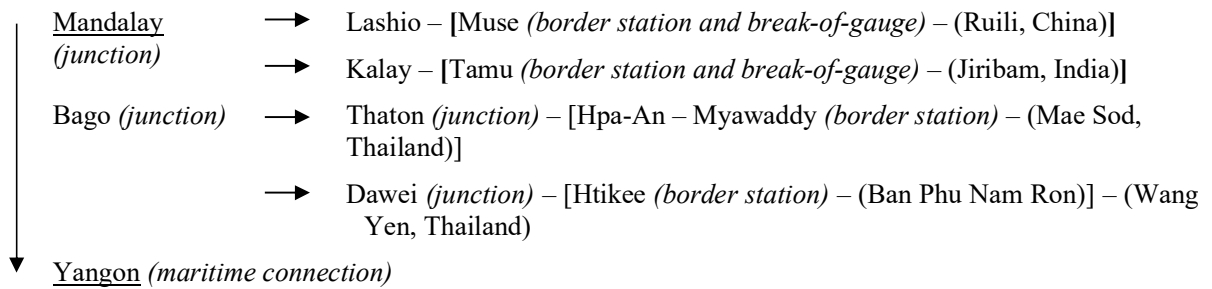 Mandalay Lashio – [Muse (border station and break-of-gauge) – (Ruili, China)]
(junction)
Kalay – [Tamu (border station and break-of-gauge) – (Jiribam, India)]
Bago (junction) Thaton (junction) – [Hpa-An – Myawaddy (border station) – (Mae Sod,
Thailand)]
Dawei (junction) – [Htikee (border station) – (Ban Phu Nam Ron)] – (Wang
Yen, Thailand)
Yangon (maritime connection)